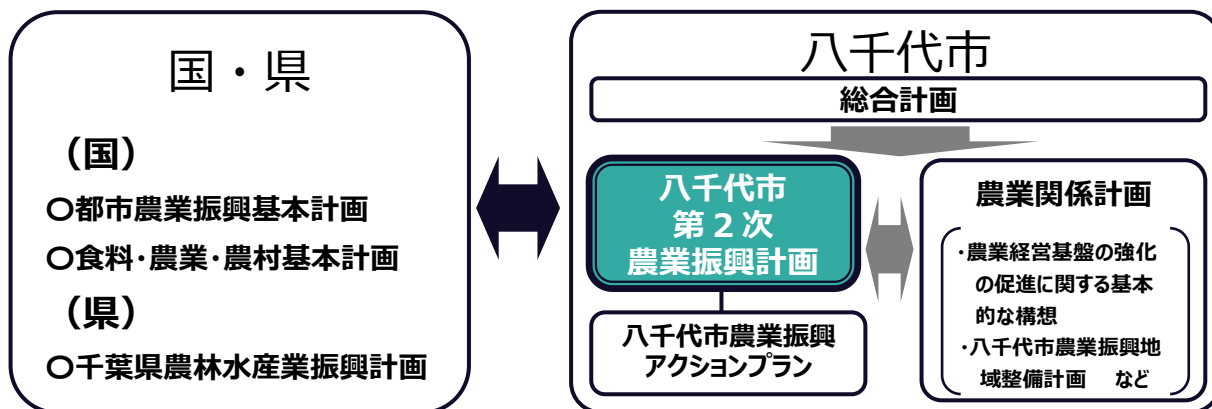 国・県
（国）
〇都市農業振興基本計画
〇食料・農業・農村基本計画
（県）
〇千葉県農林水産業振興計画
八千代市
総合計画
八千代市
第２次
農業振興計画
八千代市農業振興
アクションプラン
農業関係計画
・農業経営基盤の強化
の促進に関する基本
的な構想
・八千代市農業振興地
域整備計画　など